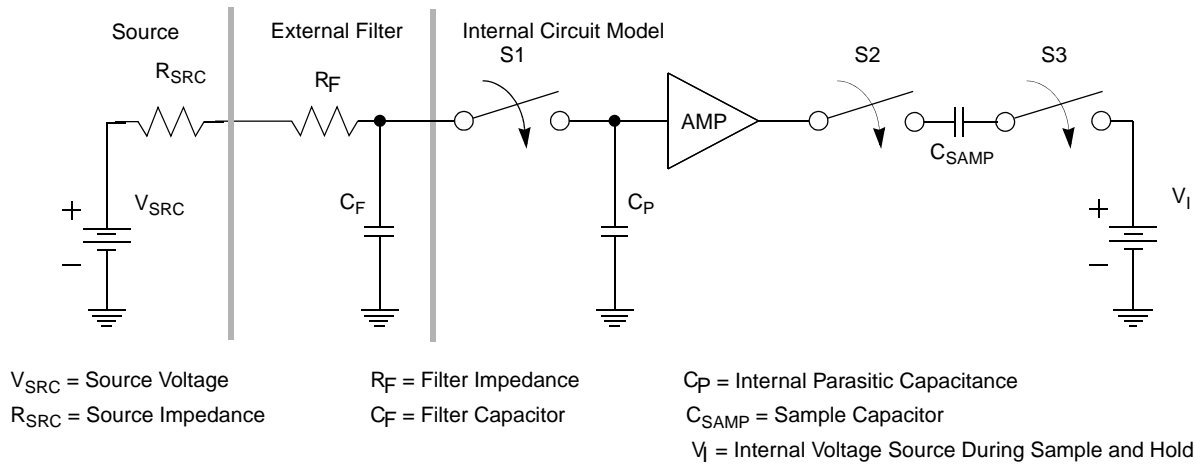 Source
External Filter
Internal Circuit Model
S1
S2
S3
RSRC
RF
AMP
CSAMP
+
VSRC
−
CF
CP
+
VI
−
VSRC = Source Voltage
RF = Filter Impedance
CP = Internal Parasitic Capacitance
RSRC = Source Impedance
CF = Filter Capacitor
CSAMP = Sample Capacitor
VI = Internal Voltage Source During Sample and Hold